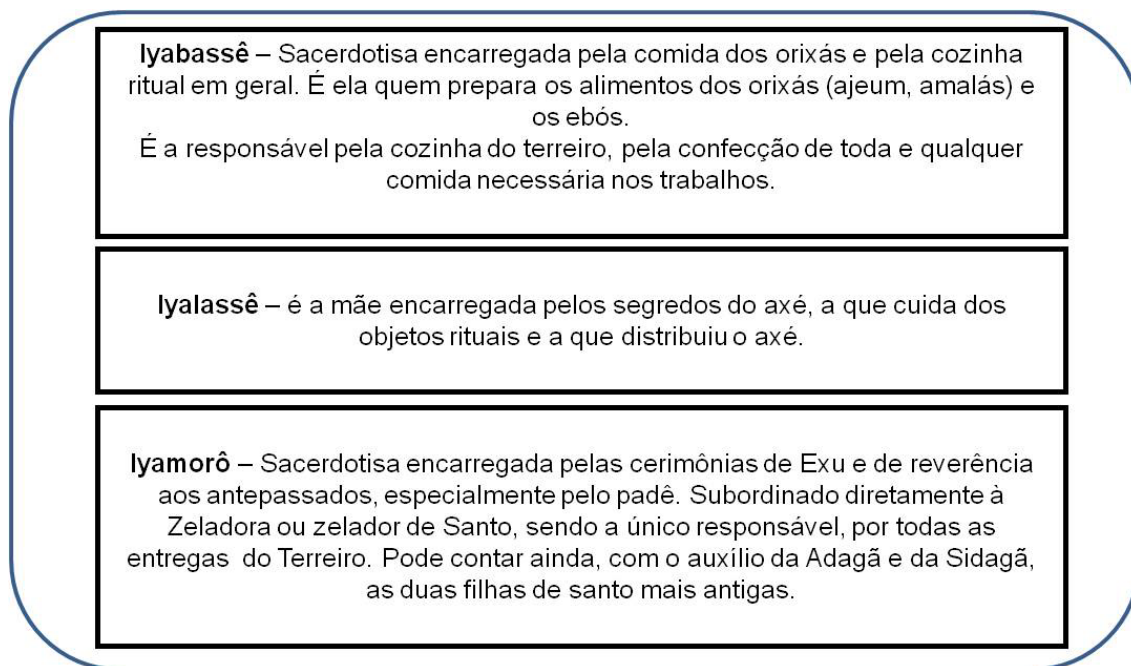 Iyabassê – Sacerdotisa encarregada pela comida dos orixás e pela cozinha
ritual em geral. É ela quem prepara os alimentos dos orixás (ajeum, amalás) e
os ebós.
É a responsável pela cozinha do terreiro, pela confecção de toda e qualquer
comida necessária nos trabalhos.
Iyalassê – é a mãe encarregada pelos segredos do axé, a que cuida dos
objetos rituais e a que distribuiu o axé.
Iyamorô – Sacerdotisa encarregada pelas cerimônias de Exu e de reverência
aos antepassados, especialmente pelo padê. Subordinado diretamente à
Zeladora ou zelador de Santo, sendo a único responsável, por todas as
entregas do Terreiro. Pode contar ainda, com o auxílio da Adagã e da Sidagã,
as duas filhas de santo mais antigas.